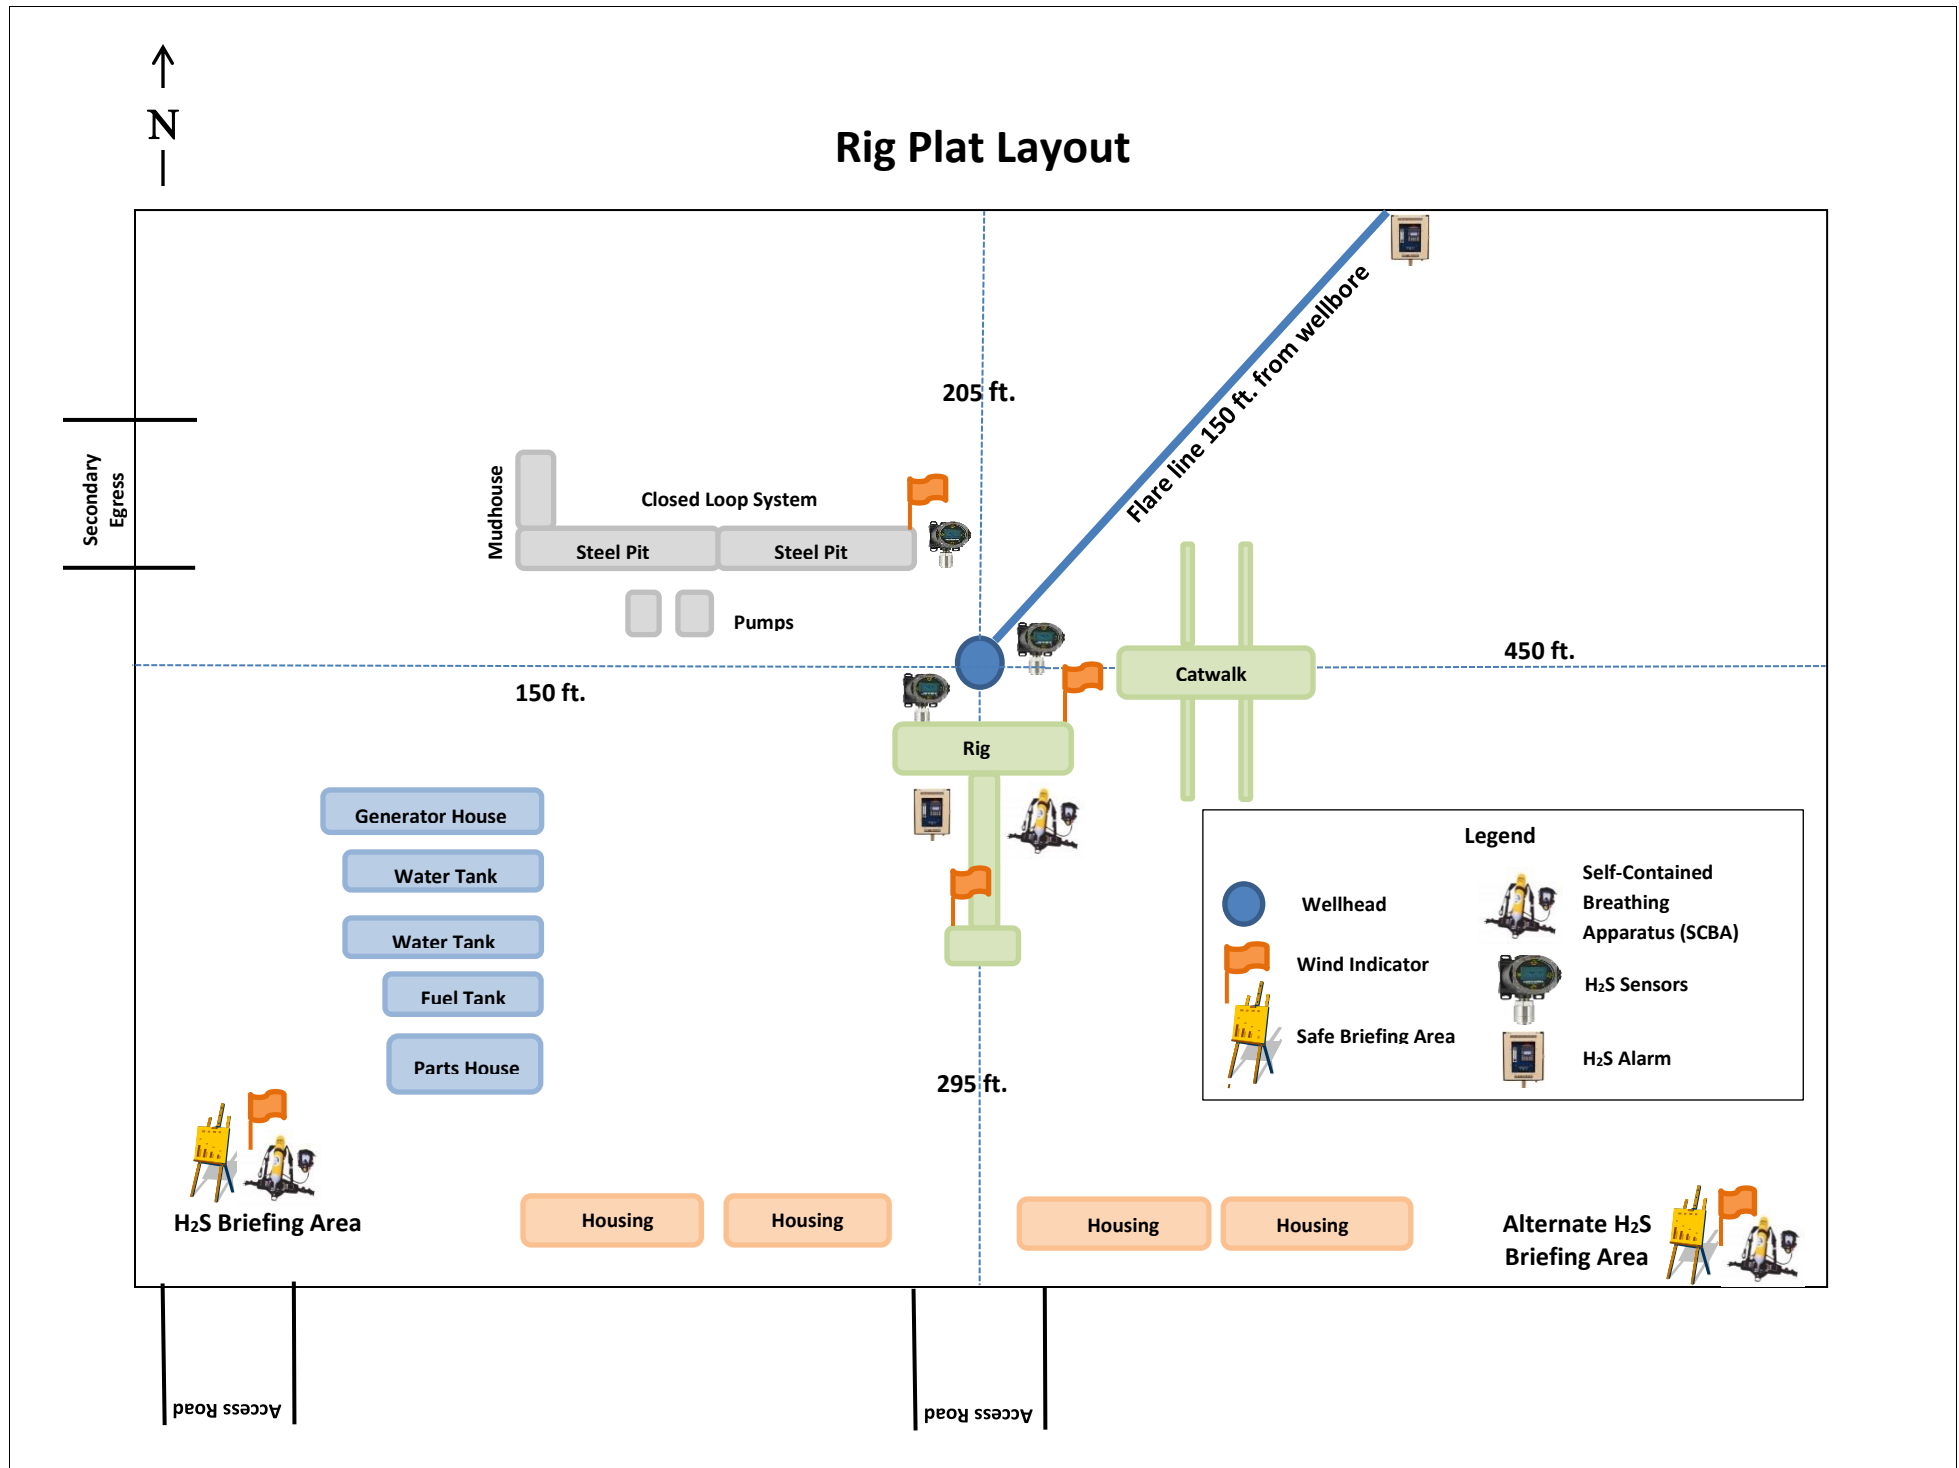 N
Rig Plat Layout
Flare line 150 ft. from wellbore
205 ft.
Secondary
Egress
Mudhouse
Closed Loop System
Steel Pit
Steel Pit
Pumps
450 ft.
150 ft.
Catwalk
Rig
Generator House
Water Tank
Water Tank
Fuel Tank
Parts House
295 ft.
Legend
Wellhead
Self-Contained
Breathing
Apparatus (SCBA)
Wind Indicator
H2S Sensors
Safe Briefing Area
H2S Alarm
H2S Briefing Area
Housing
Housing
Housing
Housing
Alternate H2S
Briefing Area
Access Road
Access Road